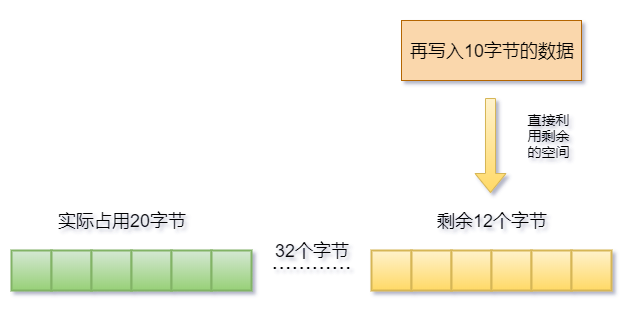 再写入10字节的数据
直接利
用剩余
的空间
实际占用20字节
剩余12个字节
32个字节